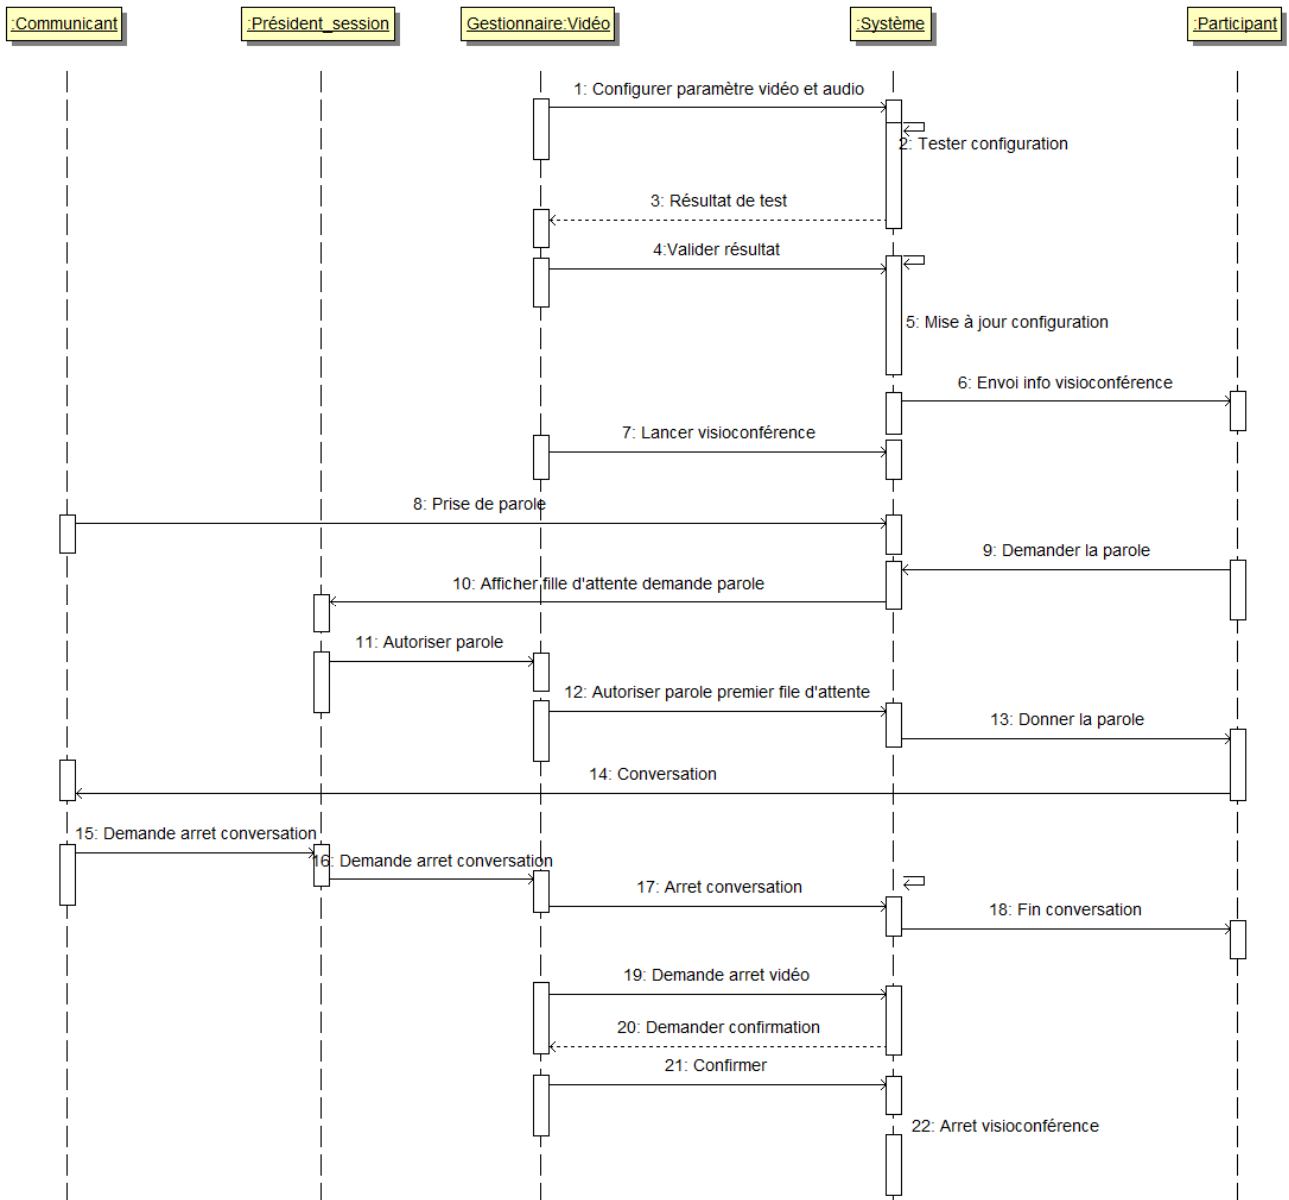 :Communicant
:Président_session
Gestionnaire:Vidéo
:Système
:Participant
1: Configurer paramètre vidéo et audio
2: Tester configuration
3: Résultat de test
4:Valider résultat
5: Mise à jour configuration
6: Envoi info visioconférence
7: Lancer visioconférence
8: Prise de parole
9: Demander la parole
10: Afficher fille d'attente demande parole
11: Autoriser parole
12: Autoriser parole premier file d'attente
13: Donner la parole
14: Conversation
15: Demande arret conversation
16: Demande arret conversation
17: Arret conversation
18: Fin conversation
19: Demande arret vidéo
20: Demander confirmation
21: Confirmer
22: Arret visioconférence